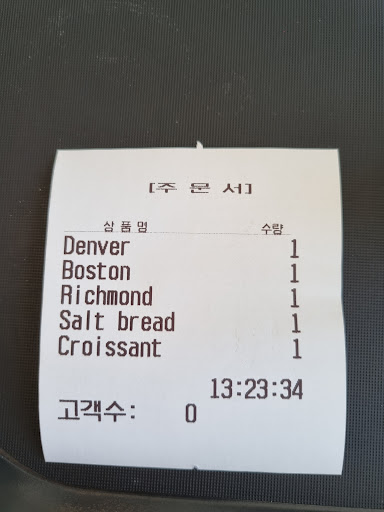 [주 문 서]
상 품 명 수량
Denver 1
Boston 1
Richmond 1
Salt bread 1
Croissant 1
13:23:34
고객수: 0